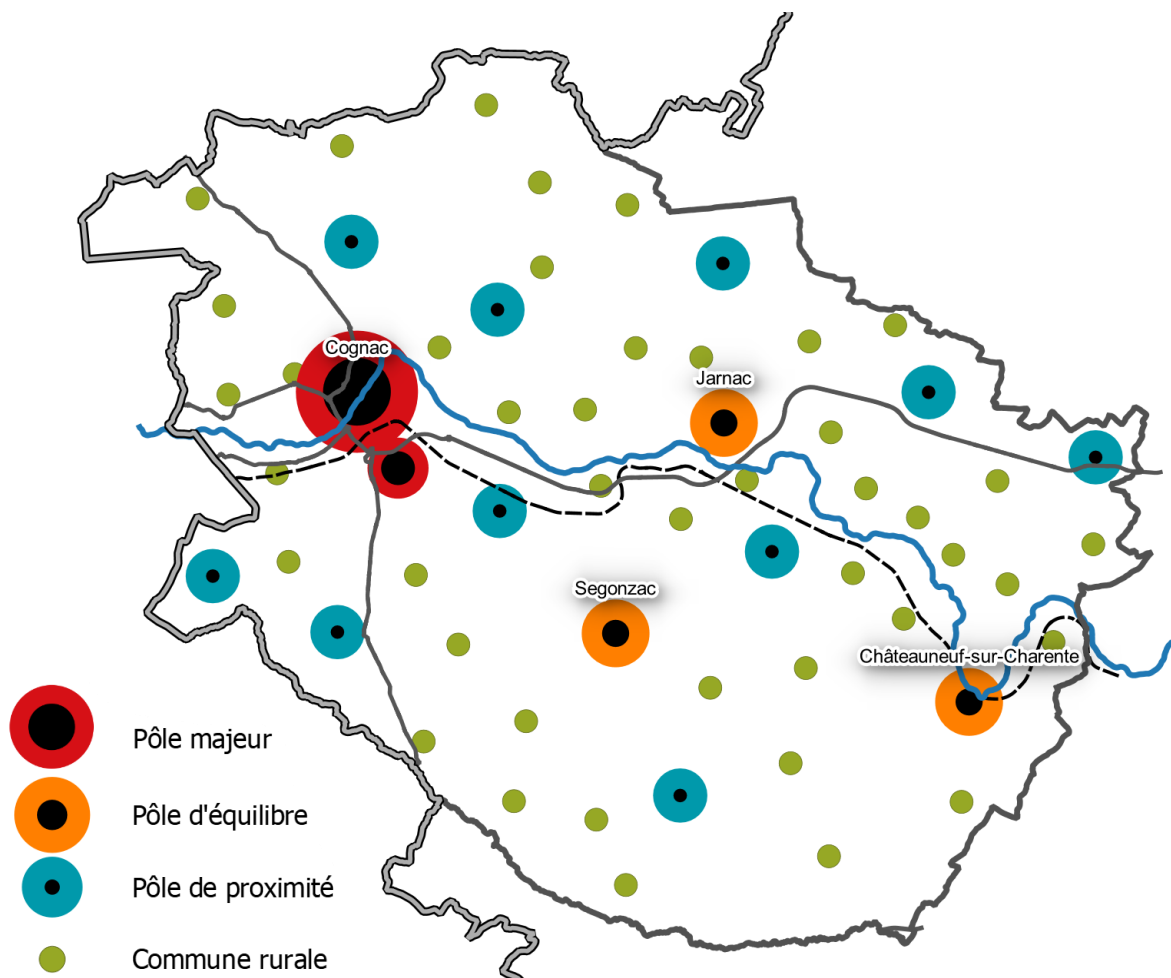 Cognac
Jarnac
Segonzac
Châteauneuf-sur-Charente
Pôle majeur
Pôle d'équilibre
Pôle de proximité
Commune rurale